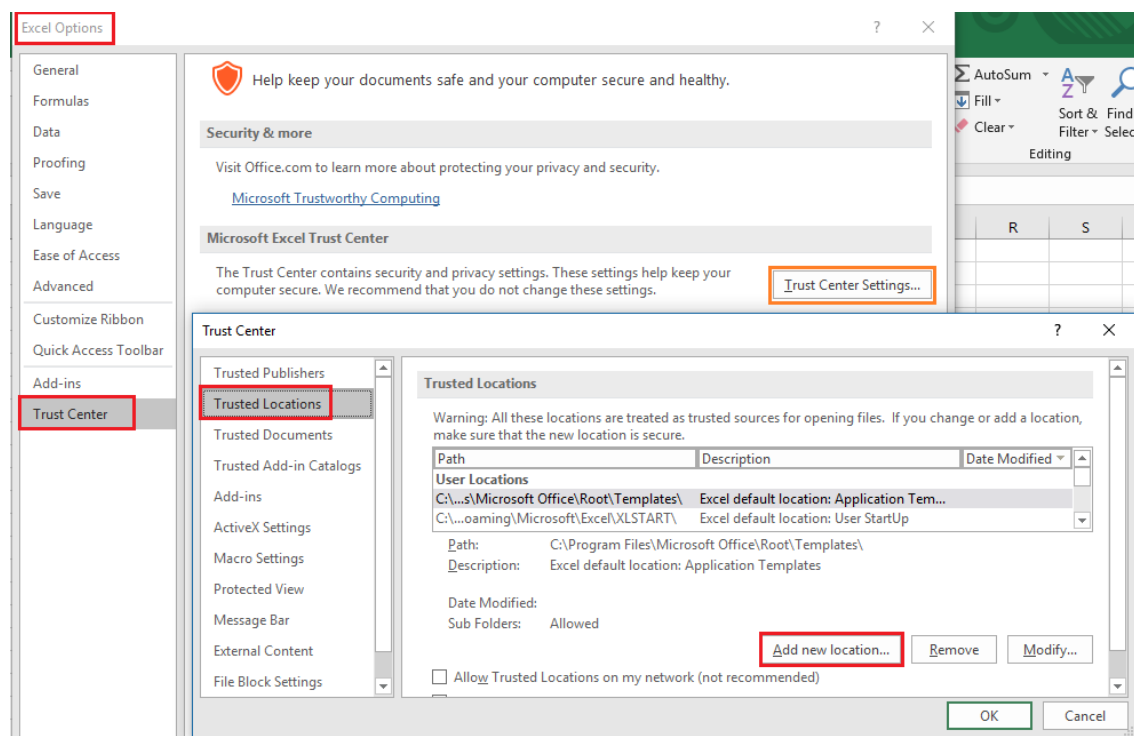 Excel Options
?
General
Formulas
Data
Proofing
Save
Language
Ease of Access
Advanced
Customize Ribbon
Quick Access Toolbar
Add-ins
Trust Center
Help keep your documents safe and your computer secure and healthy.
Security & more
Visit Office.com to learn more about protecting your privacy and security.
Microsoft Trustworthy Computing
Microsoft Excel Trust Center
The Trust Center contains security and privacy settings. These settings help keep your
computer secure. We recommend that you do not change these settings.
Trust Center Settings...
AutoSum
Fill
Clear
Sort &
Filter
Find
Editing
R S
Trust Center
?
Trusted Publishers
Trusted Locations
Trusted Documents
Trusted Add-in Catalogs
Add-ins
ActiveX Settings
Macro Settings
Protected View
Message Bar
External Content
File Block Settings
Trusted Locations
Warning: All these locations are treated as trusted sources for opening files. If you change or add a location,
make sure that the new location is secure.
Path Description Date Modified
User Locations
C:\...s\Microsoft Office\Root\Templates\ Excel default location: Application Tem...
C:\...oaming\Microsoft\Excel\XLSTART\ Excel default location: User StartUp
Path: C:\Program Files\Microsoft Office\Root\Templates\
Description: Excel default location: Application Templates
Date Modified:
Sub Folders: Allowed
Add new location... Remove Modify...
Allow Trusted Locations on my network (not recommended)
OK Cancel